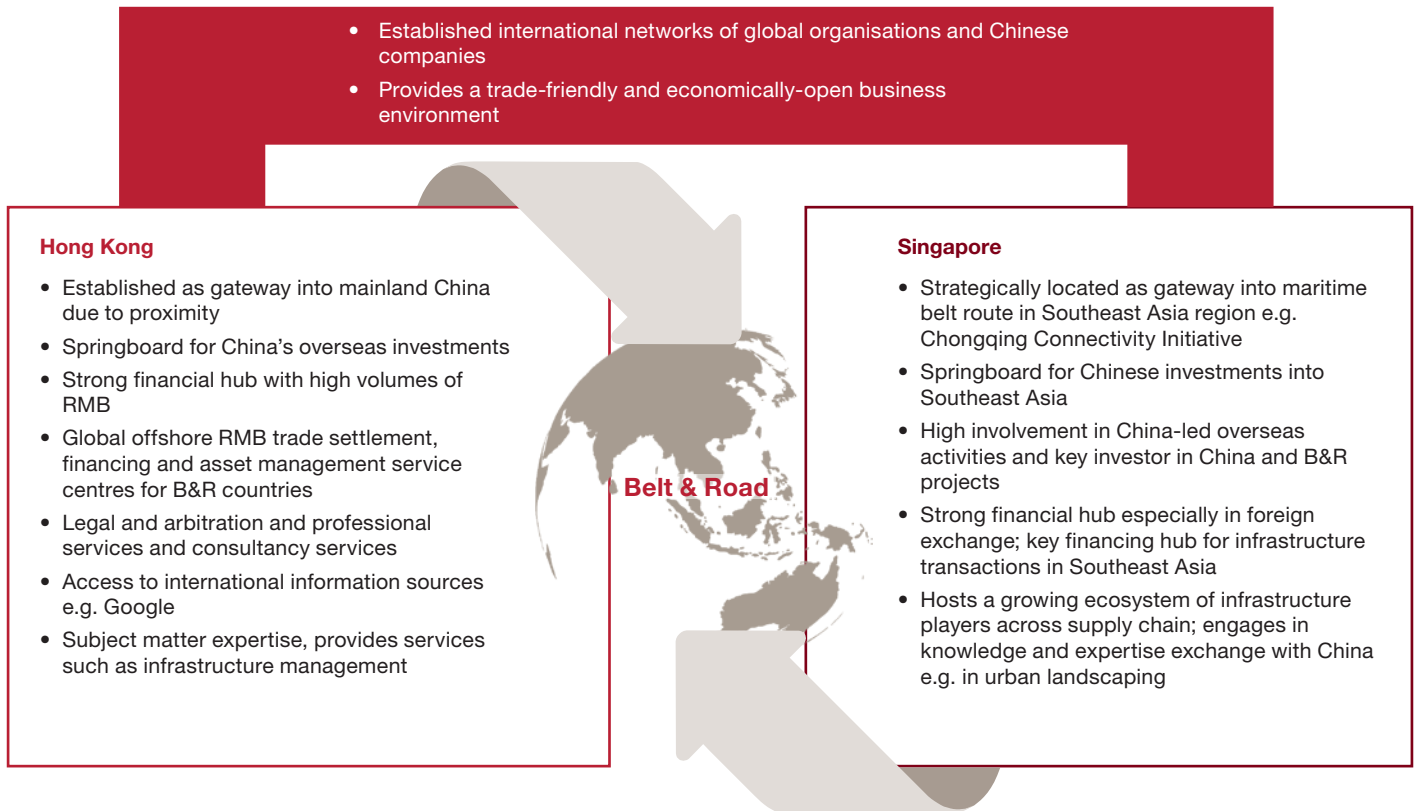 • Established international networks of global organisations and Chinese
companies
• Provides a trade-friendly and economically-open business
environment
Hong Kong
• Established as gateway into mainland China
due to proximity
• Springboard for China’s overseas investments
• Strong financial hub with high volumes of
RMB
• Global offshore RMB trade settlement,
financing and asset management service
centres for B&R countries
• Legal and arbitration and professional
services and consultancy services
• Access to international information sources
e.g. Google
• Subject matter expertise, provides services
such as infrastructure management
Belt & Road
Singapore
• Strategically located as gateway into maritime
belt route in Southeast Asia region e.g.
Chongqing Connectivity Initiative
• Springboard for Chinese investments into
Southeast Asia
• High involvement in China-led overseas
activities and key investor in China and B&R
projects
• Strong financial hub especially in foreign
exchange; key financing hub for infrastructure
transactions in Southeast Asia
• Hosts a growing ecosystem of infrastructure
players across supply chain; engages in
knowledge and expertise exchange with China
e.g. in urban landscaping